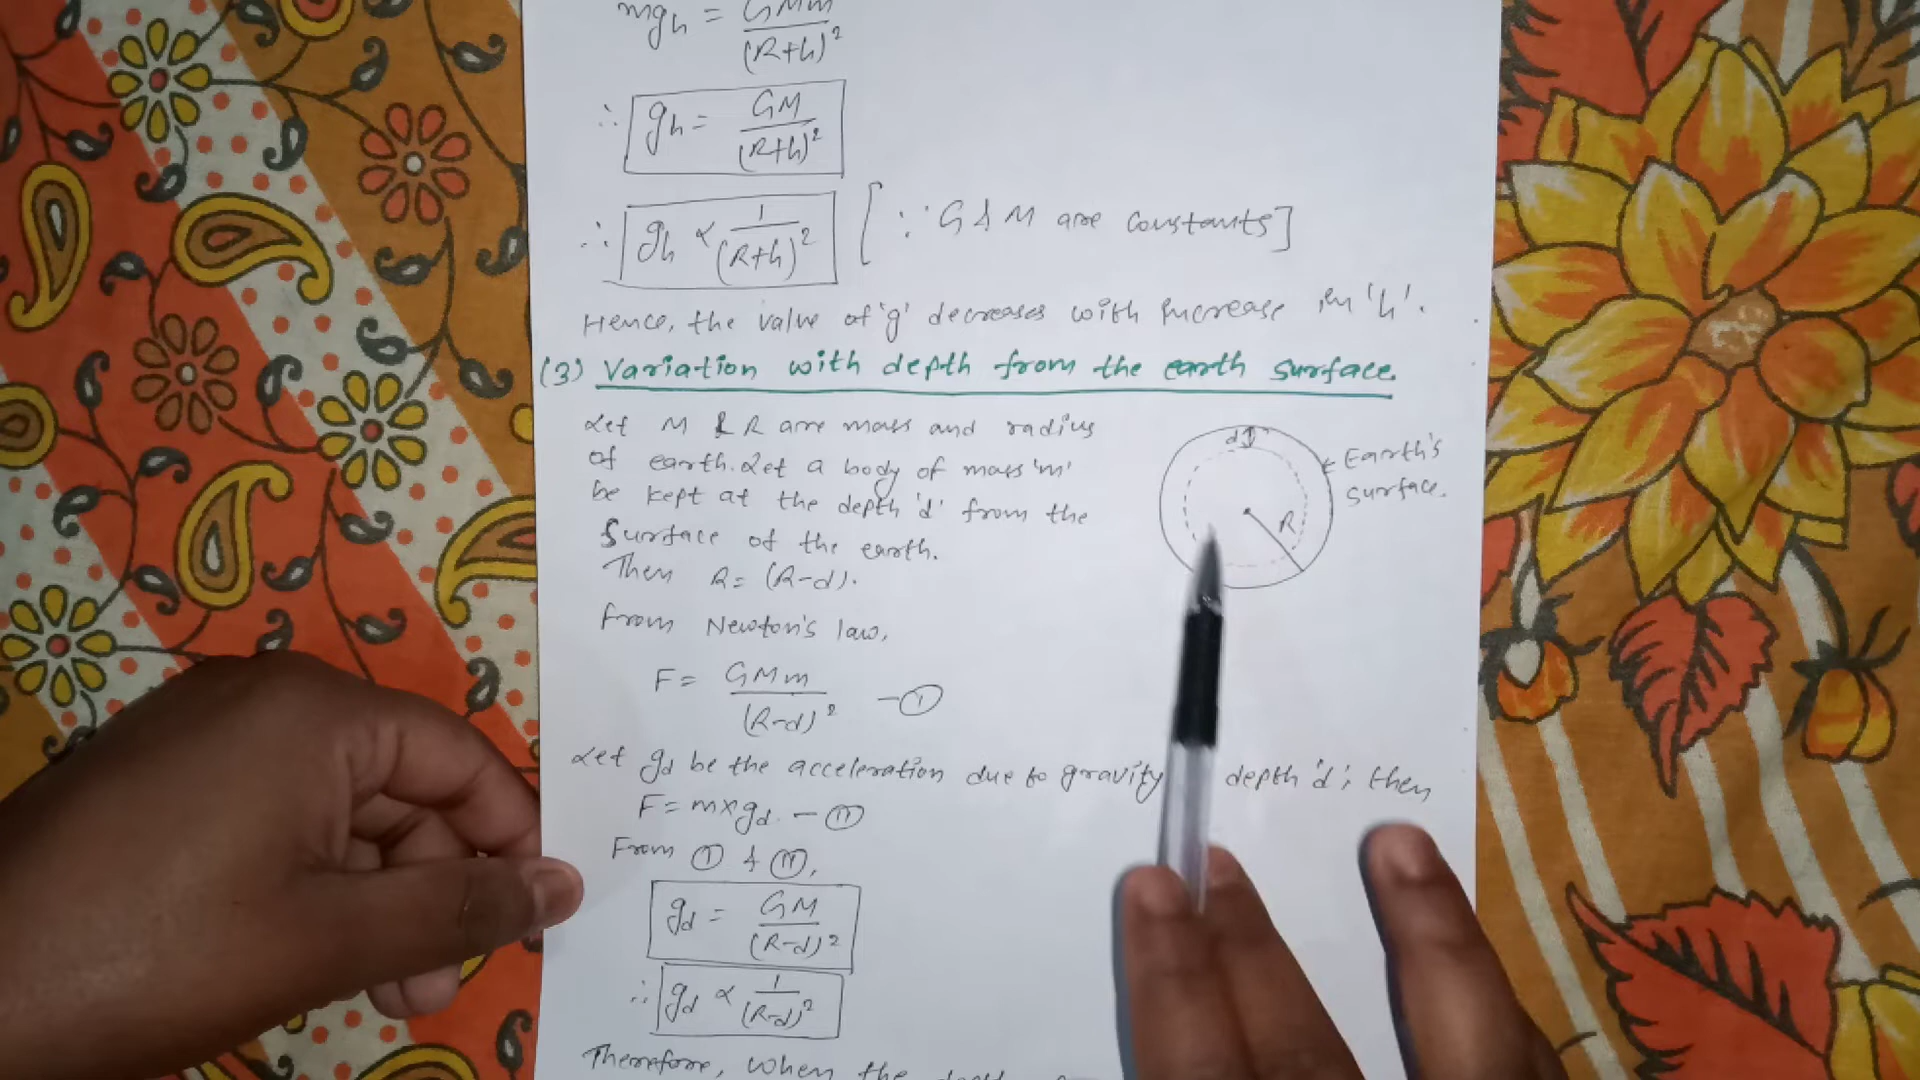 mgh = GMm/(R+h)²
∴ gh = GM/(R+h)²
∴ gh ∝ 1/(R+h)² [∵ G & M are constants]
Hence, the value of 'g' decreases with increase in 'h'.
(3) Variation with depth from the earth surface.
Let M & R are mass and radius
of earth. Let a body of mass 'm'
be kept at the depth 'd' from the
surface of the earth.
Then R = (R-d).
d
R
Earth's
surface.
From Newton's law,
F = GMm/(R-d)² - (I)
Let gd be the acceleration due to gravity depth 'd', then
F = m×gd - (II)
From (I) & (II),
gd = GM/(R-d)²
∴ gd ∝ 1/(R-d)²
Therefore, when the